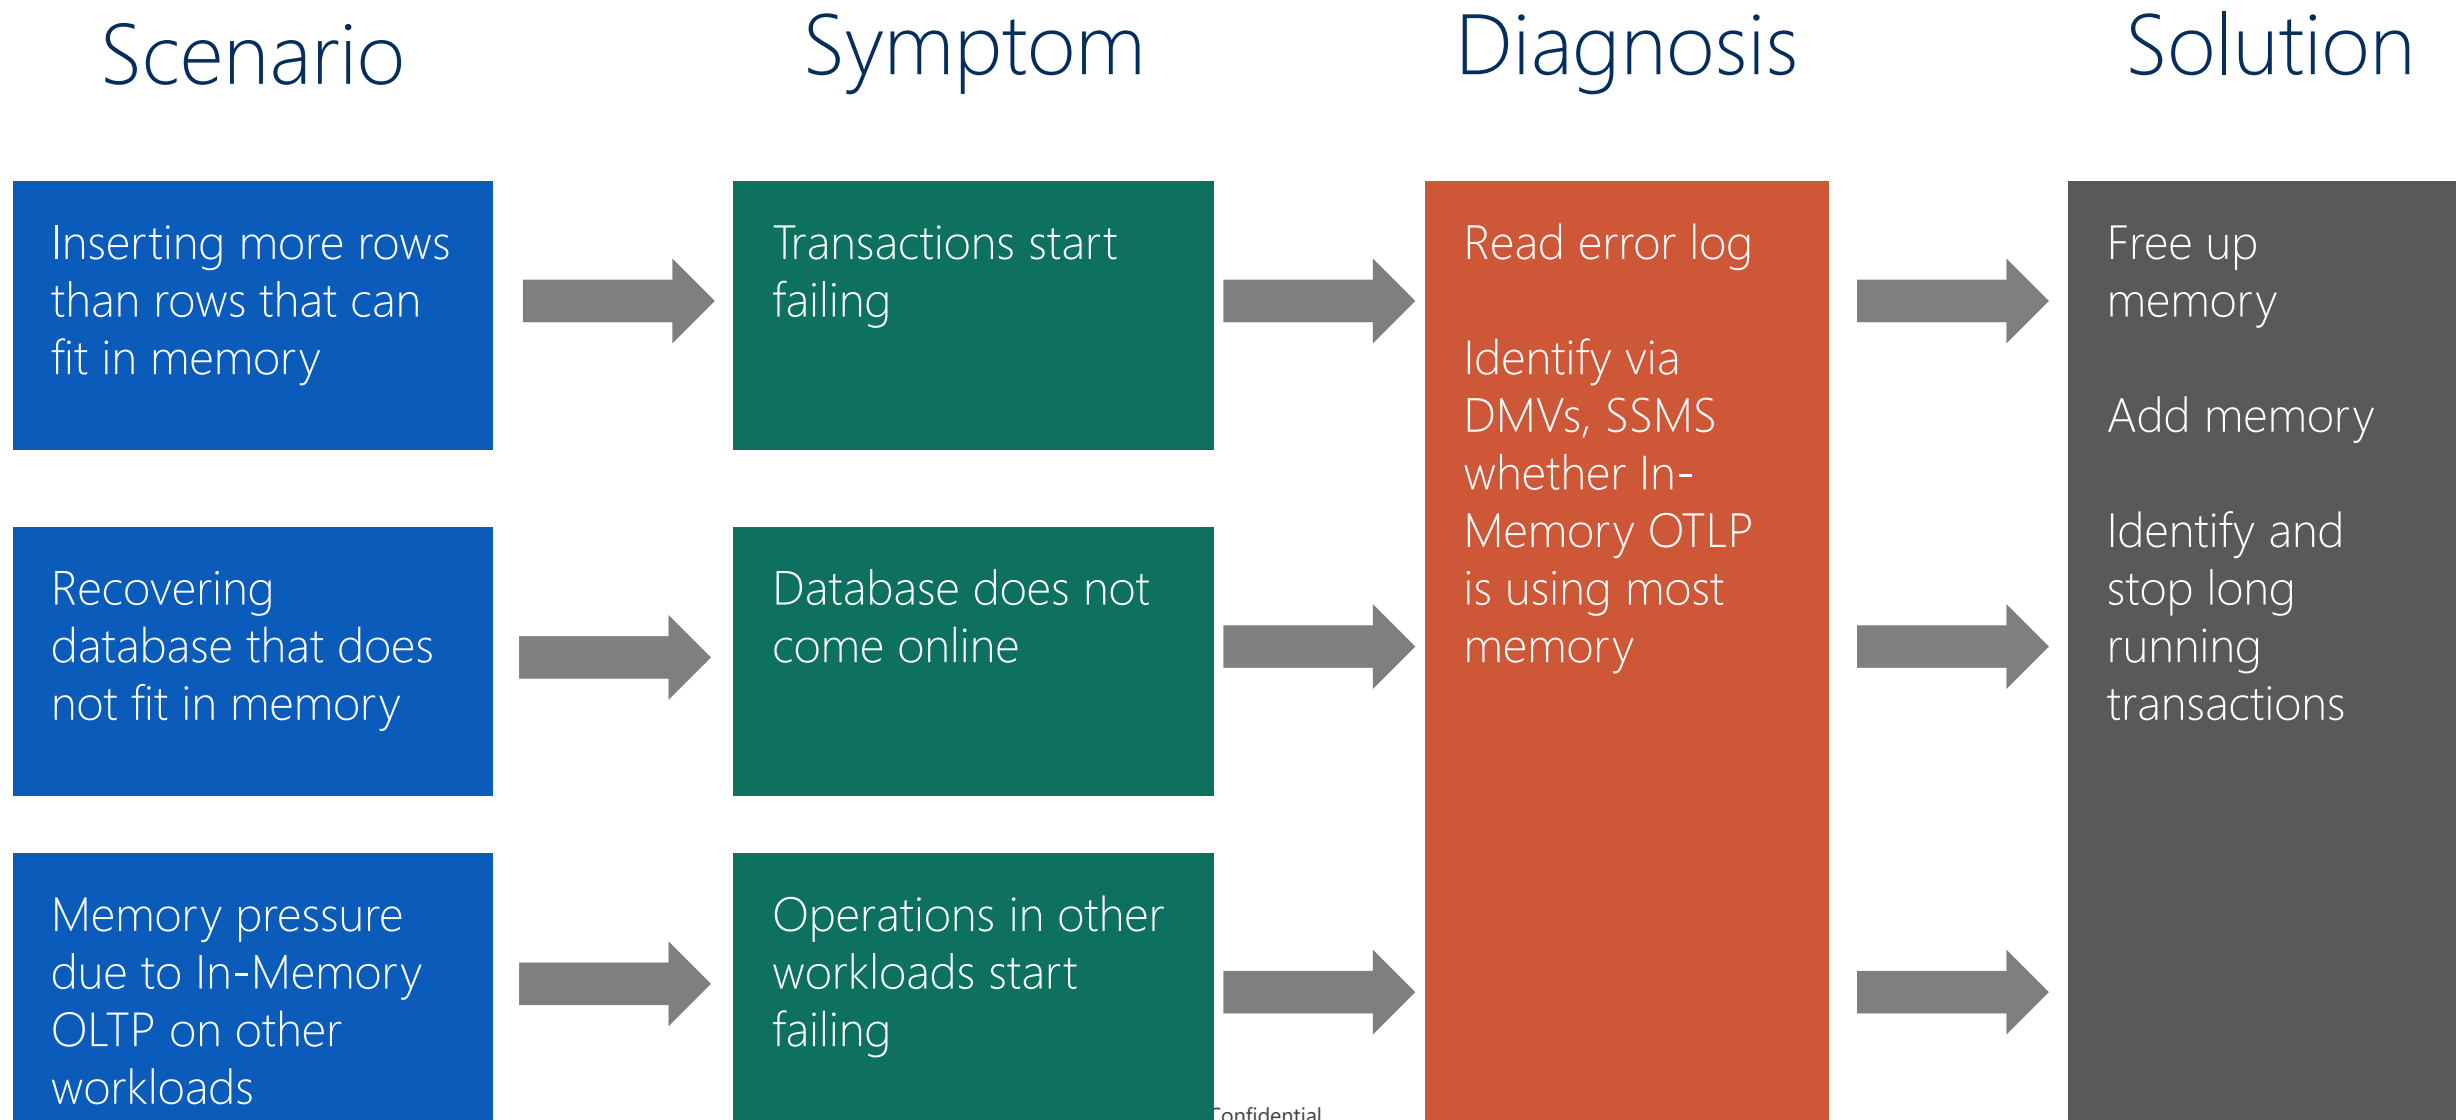 Scenario
Symptom
Diagnosis
Solution
Inserting more rows
than rows that can
fit in memory
Transactions start
failing
Read error log
Identify via
DMVs, SSMS
whether In-
Memory OTLP
is using most
memory
Free up
memory
Add memory
Identify and
stop long
running
transactions
Recovering
database that does
not fit in memory
Database does not
come online
Memory pressure
due to In-Memory
OLTP on other
workloads
Operations in other
workloads start
failing
Confidential